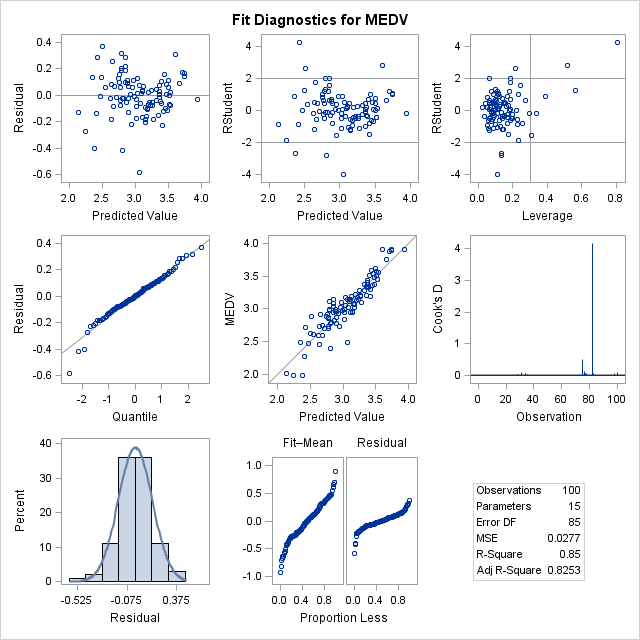 Fit Diagnostics for MEDV
0.4
0.2
0.0
-0.2
-0.4
-0.6
Residual
2.0 2.5 3.0 3.5 4.0
Predicted Value
4
2
0
-2
-4
RStudent
2.0 2.5 3.0 3.5 4.0
Predicted Value
4
2
0
-2
-4
RStudent
0.0 0.2 0.4 0.6 0.8
Leverage
0.4
0.2
0.0
-0.2
-0.4
-0.6
Residual
-2 -1 0 1 2
Quantile
4.0
3.5
3.0
2.5
2.0
MEDV
2.0 2.5 3.0 3.5 4.0
Predicted Value
4
3
2
1
0
Cook's D
0 20 40 60 80 100
Observation
40
30
20
10
0
Percent
-0.525 -0.075 0.375
Residual
Fit–Mean Residual
1.0
0.5
0.0
-0.5
-1.0
0.0 0.4 0.8 0.0 0.4 0.8
Proportion Less
Observations 100
Parameters 15
Error DF 85
MSE 0.0277
R-Square 0.85
Adj R-Square 0.8253